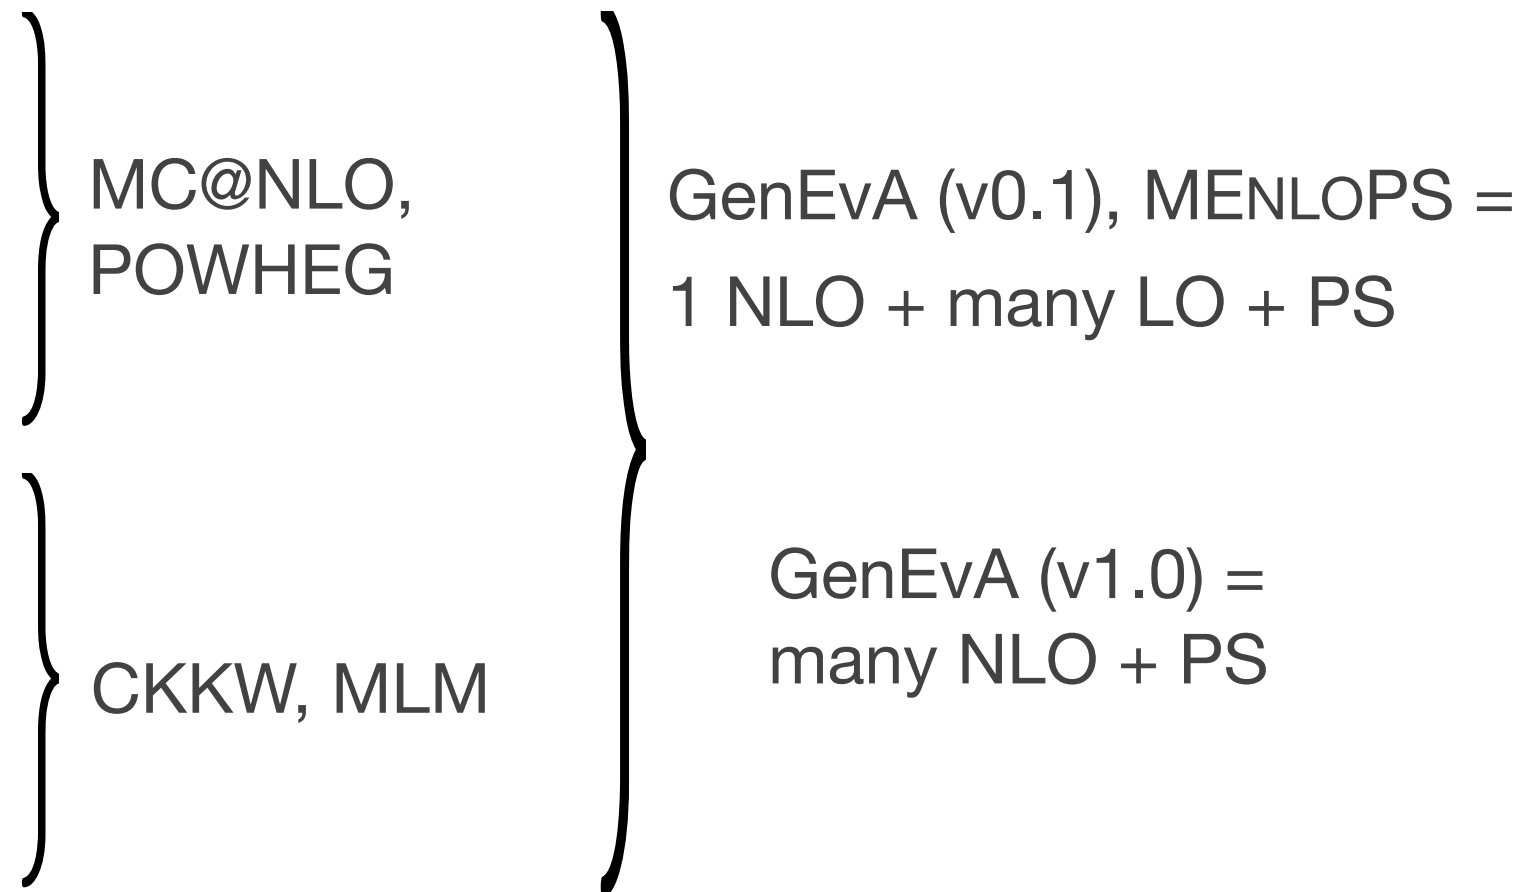 MC@NLO,
POWHEG
GenEvA (v0.1), MENLOPS =
1 NLO + many LO + PS
CKKW, MLM
GenEvA (v1.0) =
many NLO + PS